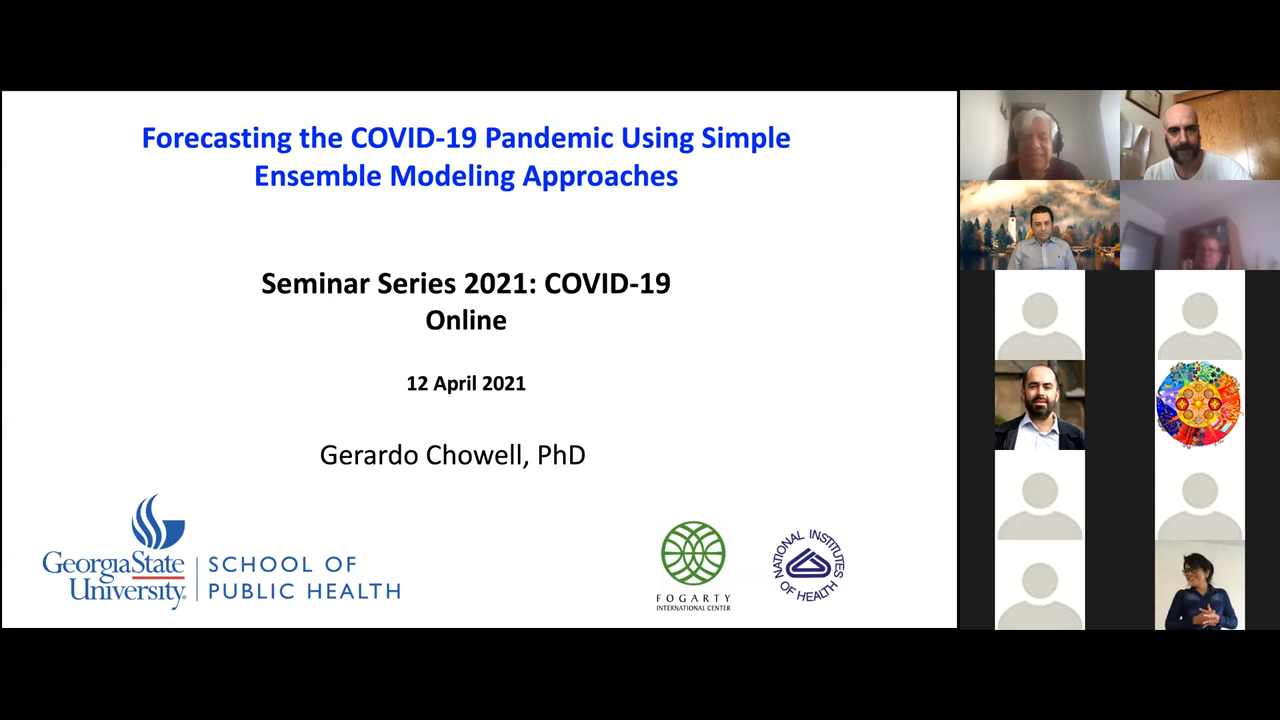 Forecasting the COVID-19 Pandemic Using Simple
Ensemble Modeling Approaches
Seminar Series 2021: COVID-19
Online
12 April 2021
Gerardo Chowell, PhD
GeorgiaState
University
SCHOOL OF
PUBLIC HEALTH
FOGARTY
INTERNATIONAL CENTER
NATIONAL INSTITUTES
OF HEALTH